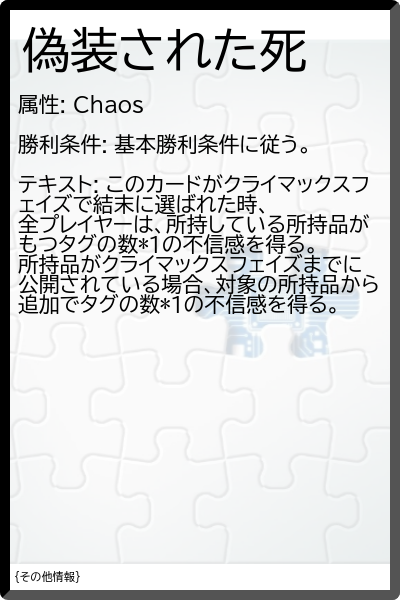 偽装された死
属性: Chaos
勝利条件: 基本勝利条件に従う。
テキスト: このカードがクライマックスフ
ェイズで結末に選ばれた時、
全プレイヤーは、所持している所持品が
もつタグの数*1の不信感を得る。
所持品がクライマックスフェイズまでに
公開されている場合、対象の所持品から
追加でタグの数*1の不信感を得る。
{その他情報}